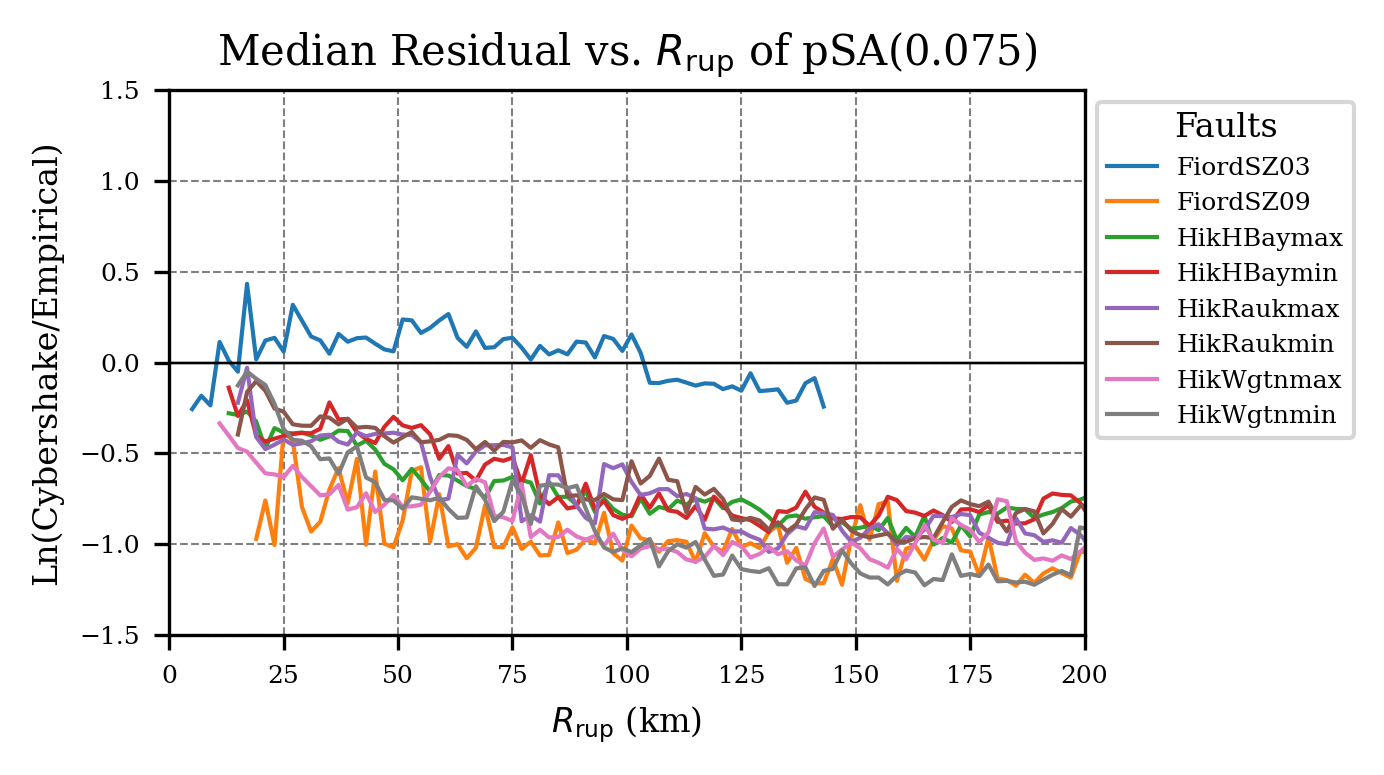 Median Residual vs. Rrup of pSA(0.075)
Ln(Cybershake/Empirical)
1.5
1.0
0.5
0.0
−0.5
−1.0
−1.5
0 25 50 75 100 125 150 175 200
Rrup (km)
Faults
FiordSZ03
FiordSZ09
HikHBaymax
HikHBaymin
HikRaukmax
HikRaukmin
HikWgtnmax
HikWgtnmin